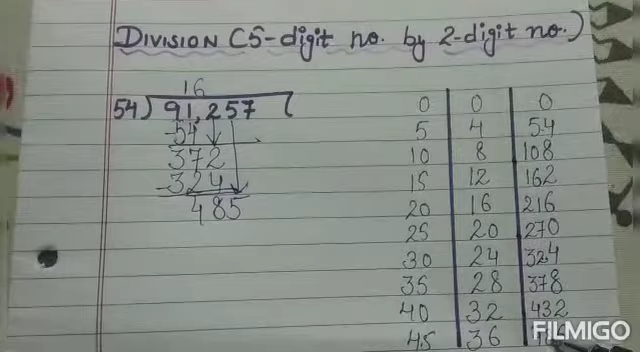 DIVISION (5-digit no. by 2-digit no.)
16
54) 91,257 (
-54
372
-324
485
0 0 0
5 4 54
10 8 108
15 12 162
20 16 216
25 20 270
30 24 324
35 28 378
40 32 432
45 36
FILMIGO